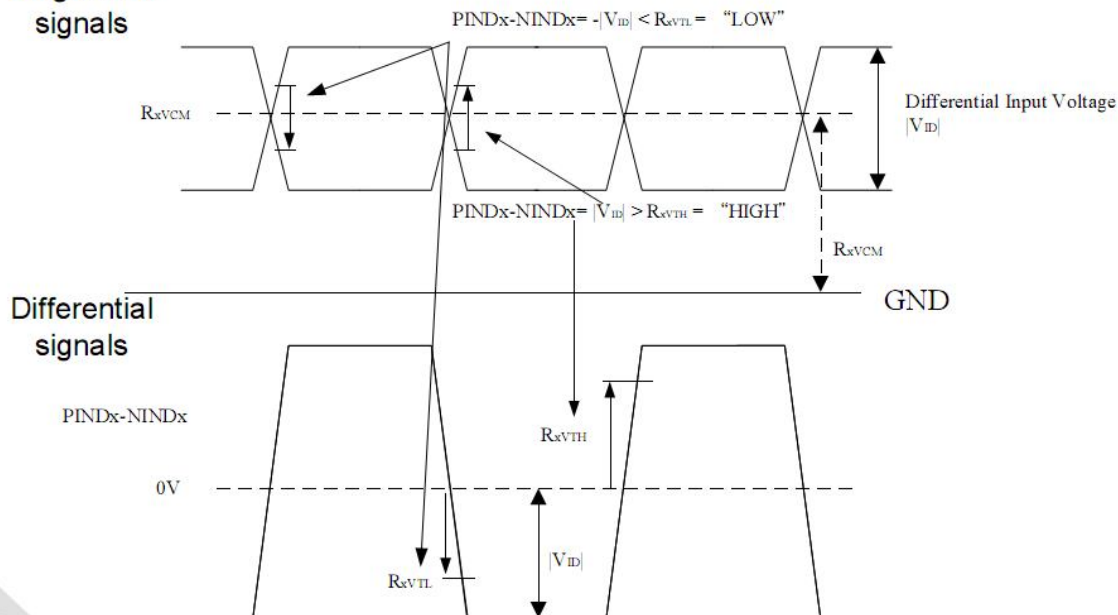 signals
PINDx-NINDx= -|VID| < RxVTL = “LOW”
RxVCM
Differential Input Voltage
|VID|
PINDx-NINDx= |VID| > RxVTH = “HIGH”
RxVCM
GND
Differential
signals
PINDx-NINDx
RxVTH
0V
|VID|
RxVTL